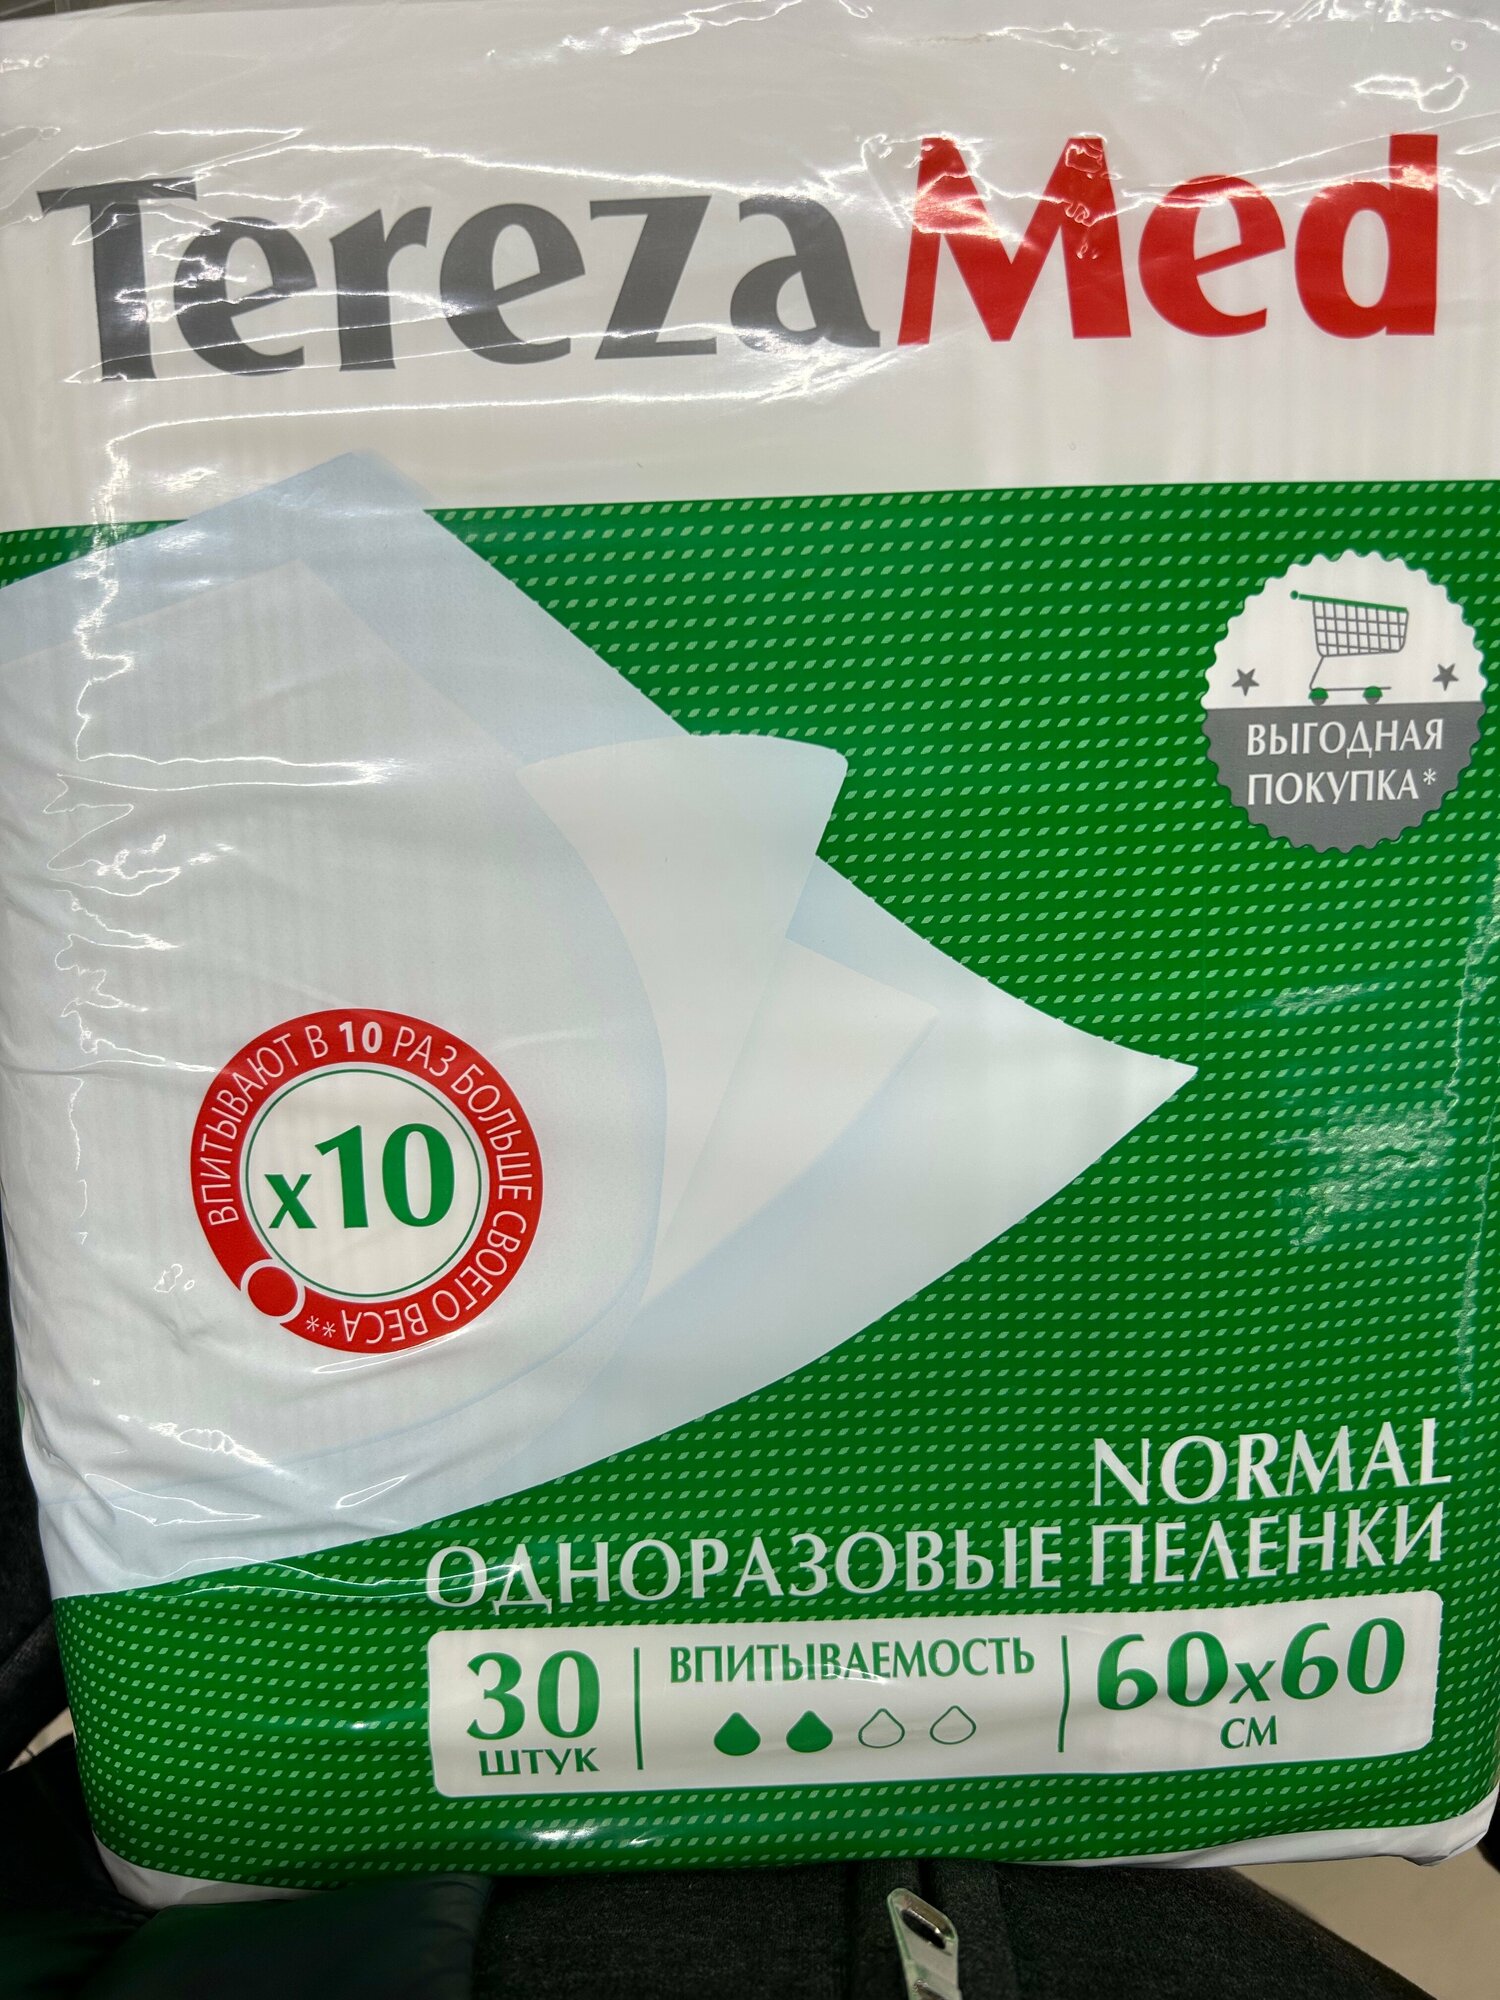 TerezaMed
ВЫГОДНАЯ
ПОКУПКА*
ВПИТЫВАЮТ В 10 РАЗ БОЛЬШЕ СВОЕГО ВЕСА**
x10
NORMAL
ОДНОРАЗОВЫЕ ПЕЛЕНКИ
30
ШТУК
ВПИТЫВАЕМОСТЬ
60x60
СМ